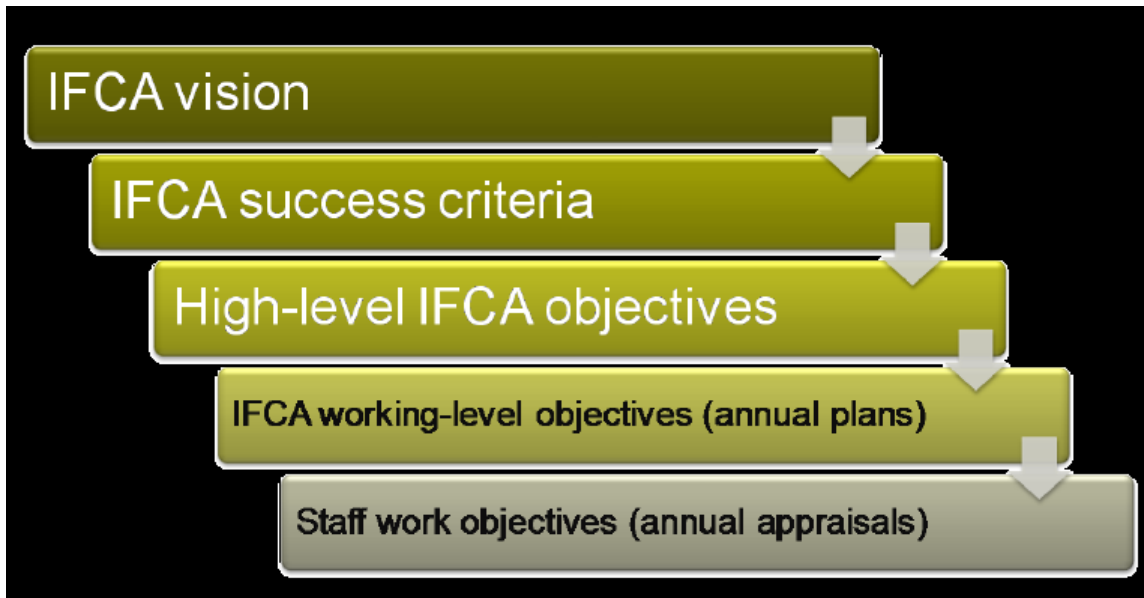 IFCA vision
IFCA success criteria
High-level IFCA objectives
IFCA working-level objectives (annual plans)
Staff work objectives (annual appraisals)